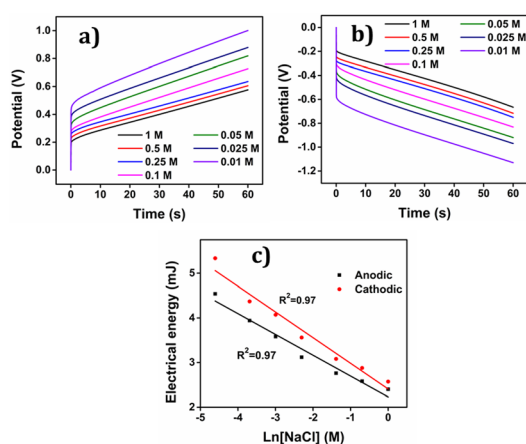 a)
1.0
0.8
0.6
0.4
0.2
0.0
Potential (V)
1 M
0.5 M
0.25 M
0.1 M
0.05 M
0.025 M
0.01 M
0 10 20 30 40 50 60
Time (s)
b)
0.0
-0.2
-0.4
-0.6
-0.8
-1.0
-1.2
Potential (V)
1 M
0.5 M
0.25 M
0.1 M
0.05 M
0.025 M
0.01 M
0 10 20 30 40 50 60
Time (s)
c)
5
4
3
2
Electrical energy (mJ)
R²=0.97
R²=0.97
Anodic
Cathodic
-5 -4 -3 -2 -1 0
Ln[NaCl] (M)